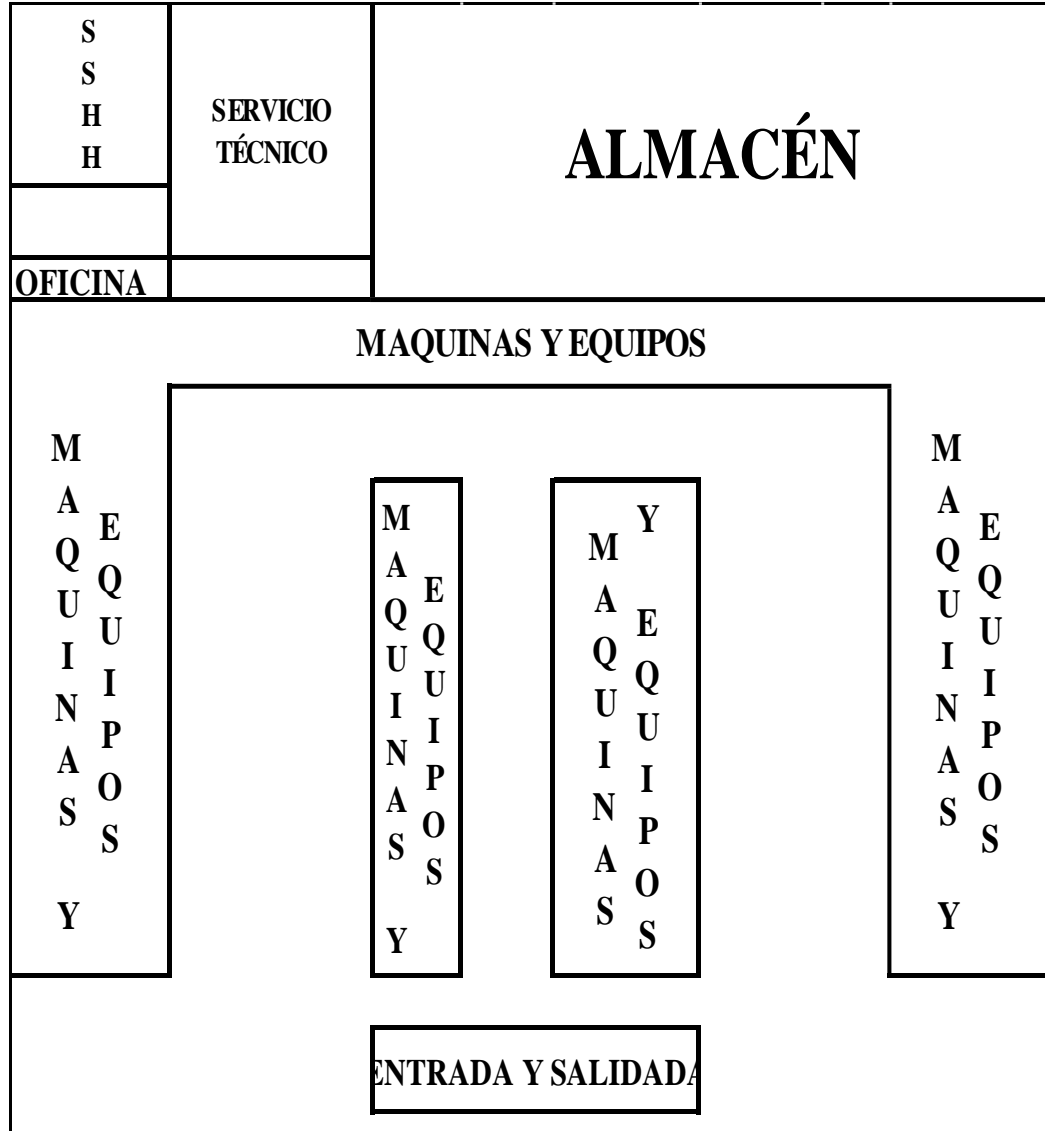 SSHH
SERVICIO
TÉCNICO
ALMACÉN
OFICINA
MAQUINAS Y EQUIPOS
MAQUINAS Y
EQUIPOS
MAQUINAS Y
EQUIPOS
MAQUINAS
Y EQUIPOS
MAQUINAS Y
EQUIPOS
ENTRADA Y SALIDADA